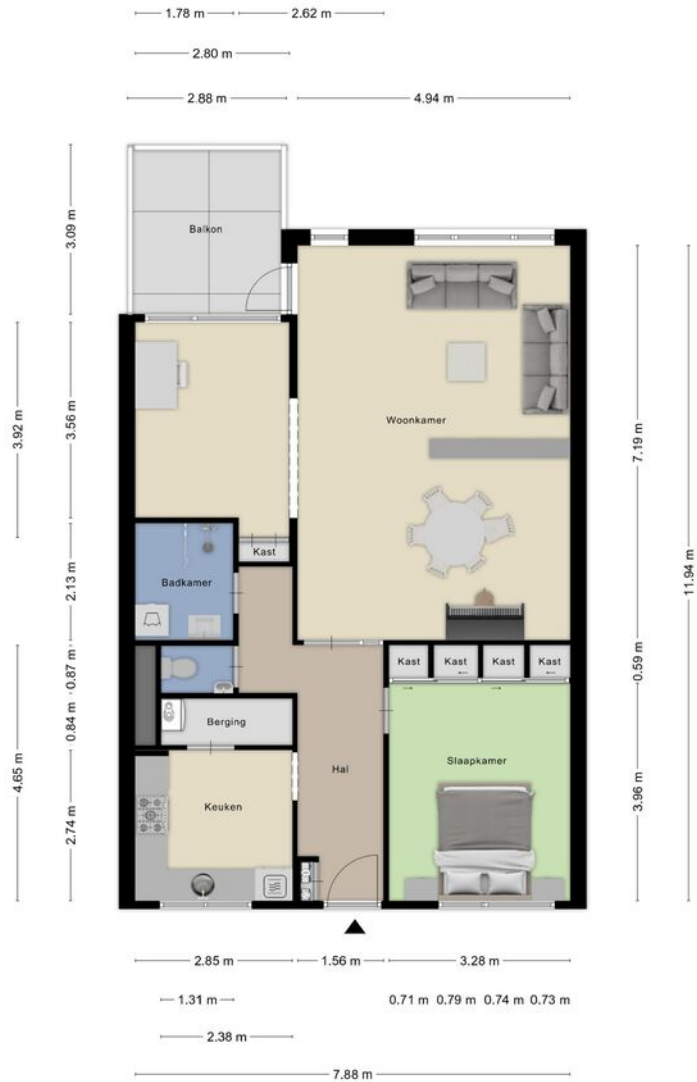 1.78 m
2.62 m
2.80 m
2.88 m
4.94 m
3.09 m
Balkon
3.92 m
3.56 m
Woonkamer
7.19 m
Kast
11.94 m
2.13 m
Badkamer
0.87 m
0.59 m
Kast
Kast
Kast
Kast
4.65 m
0.84 m
Berging
Slaapkamer
Hal
3.96 m
2.74 m
Keuken
2.85 m
1.56 m
3.28 m
1.31 m
0.71 m
0.79 m
0.74 m
0.73 m
2.38 m
7.88 m